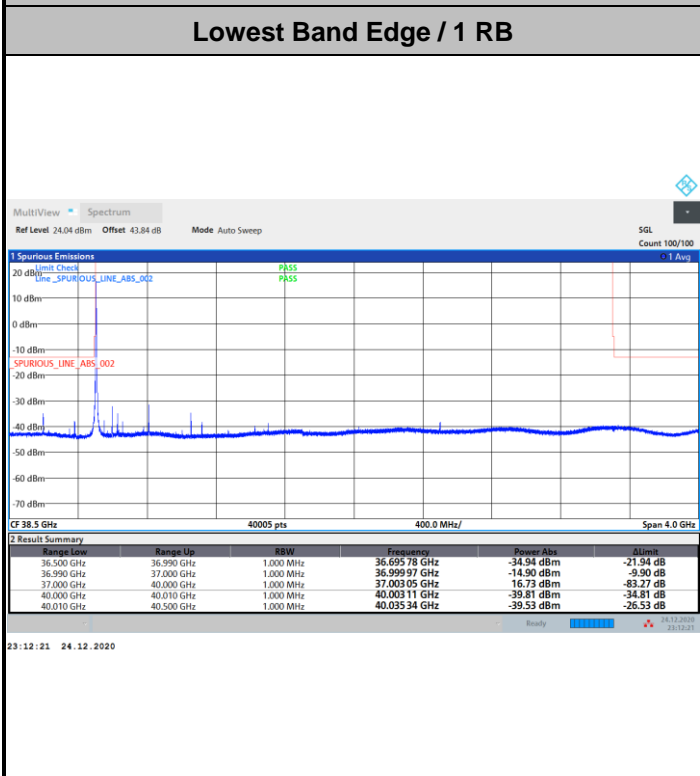 Lowest Band Edge / 1 RB
MultiView Spectrum
Ref Level 24.04 dBm Offset 43.84 dB Mode Auto Sweep SGL
Count 100/100
1 Spurious Emissions 1 Avg
Limit Check PASS
20 dBm
Line _SPURIOUS_LINE_ABS_002 PASS
10 dBm
0 dBm
-10 dBm
_SPURIOUS_LINE_ABS_002
-20 dBm
-30 dBm
-40 dBm
-50 dBm
-60 dBm
-70 dBm
CF 38.5 GHz 40005 pts 400.0 MHz/ Span 4.0 GHz
2 Result Summary
Range Low Range Up RBW Frequency Power Abs ΔLimit
36.500 GHz 36.990 GHz 1.000 MHz 36.695 78 GHz -34.94 dBm -21.94 dB
36.990 GHz 37.000 GHz 1.000 MHz 36.999 97 GHz -14.90 dBm -9.90 dB
37.000 GHz 40.000 GHz 1.000 MHz 37.003 05 GHz 16.73 dBm -83.27 dB
40.000 GHz 40.010 GHz 1.000 MHz 40.003 11 GHz -39.81 dBm -34.81 dB
40.010 GHz 40.500 GHz 1.000 MHz 40.035 34 GHz -39.53 dBm -26.53 dB
Ready 24.12.2020
23:12:21
23:12:21 24.12.2020